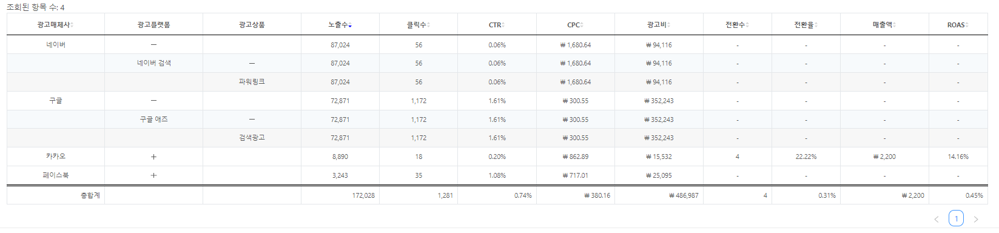 조회된 항목 수: 4
광고매체사 광고플랫폼 광고상품 노출수 클릭수 CTR CPC 광고비 전환수 전환율 매출액 ROAS
네이버 — 87,024 56 0.06% ₩ 1,680.64 ₩ 94,116 - - - -
네이버 검색 — 87,024 56 0.06% ₩ 1,680.64 ₩ 94,116 - - - -
파워링크 87,024 56 0.06% ₩ 1,680.64 ₩ 94,116 - - - -
구글 — 72,871 1,172 1.61% ₩ 300.55 ₩ 352,243 - - - -
구글 애즈 — 72,871 1,172 1.61% ₩ 300.55 ₩ 352,243 - - - -
검색광고 72,871 1,172 1.61% ₩ 300.55 ₩ 352,243 - - - -
카카오 + 8,890 18 0.20% ₩ 862.89 ₩ 15,532 4 22.22% ₩ 2,200 14.16%
페이스북 + 3,243 35 1.08% ₩ 717.01 ₩ 25,095 - - - -
총합계 172,028 1,281 0.74% ₩ 380.16 ₩ 486,987 4 0.31% ₩ 2,200 0.45%
< 1 >